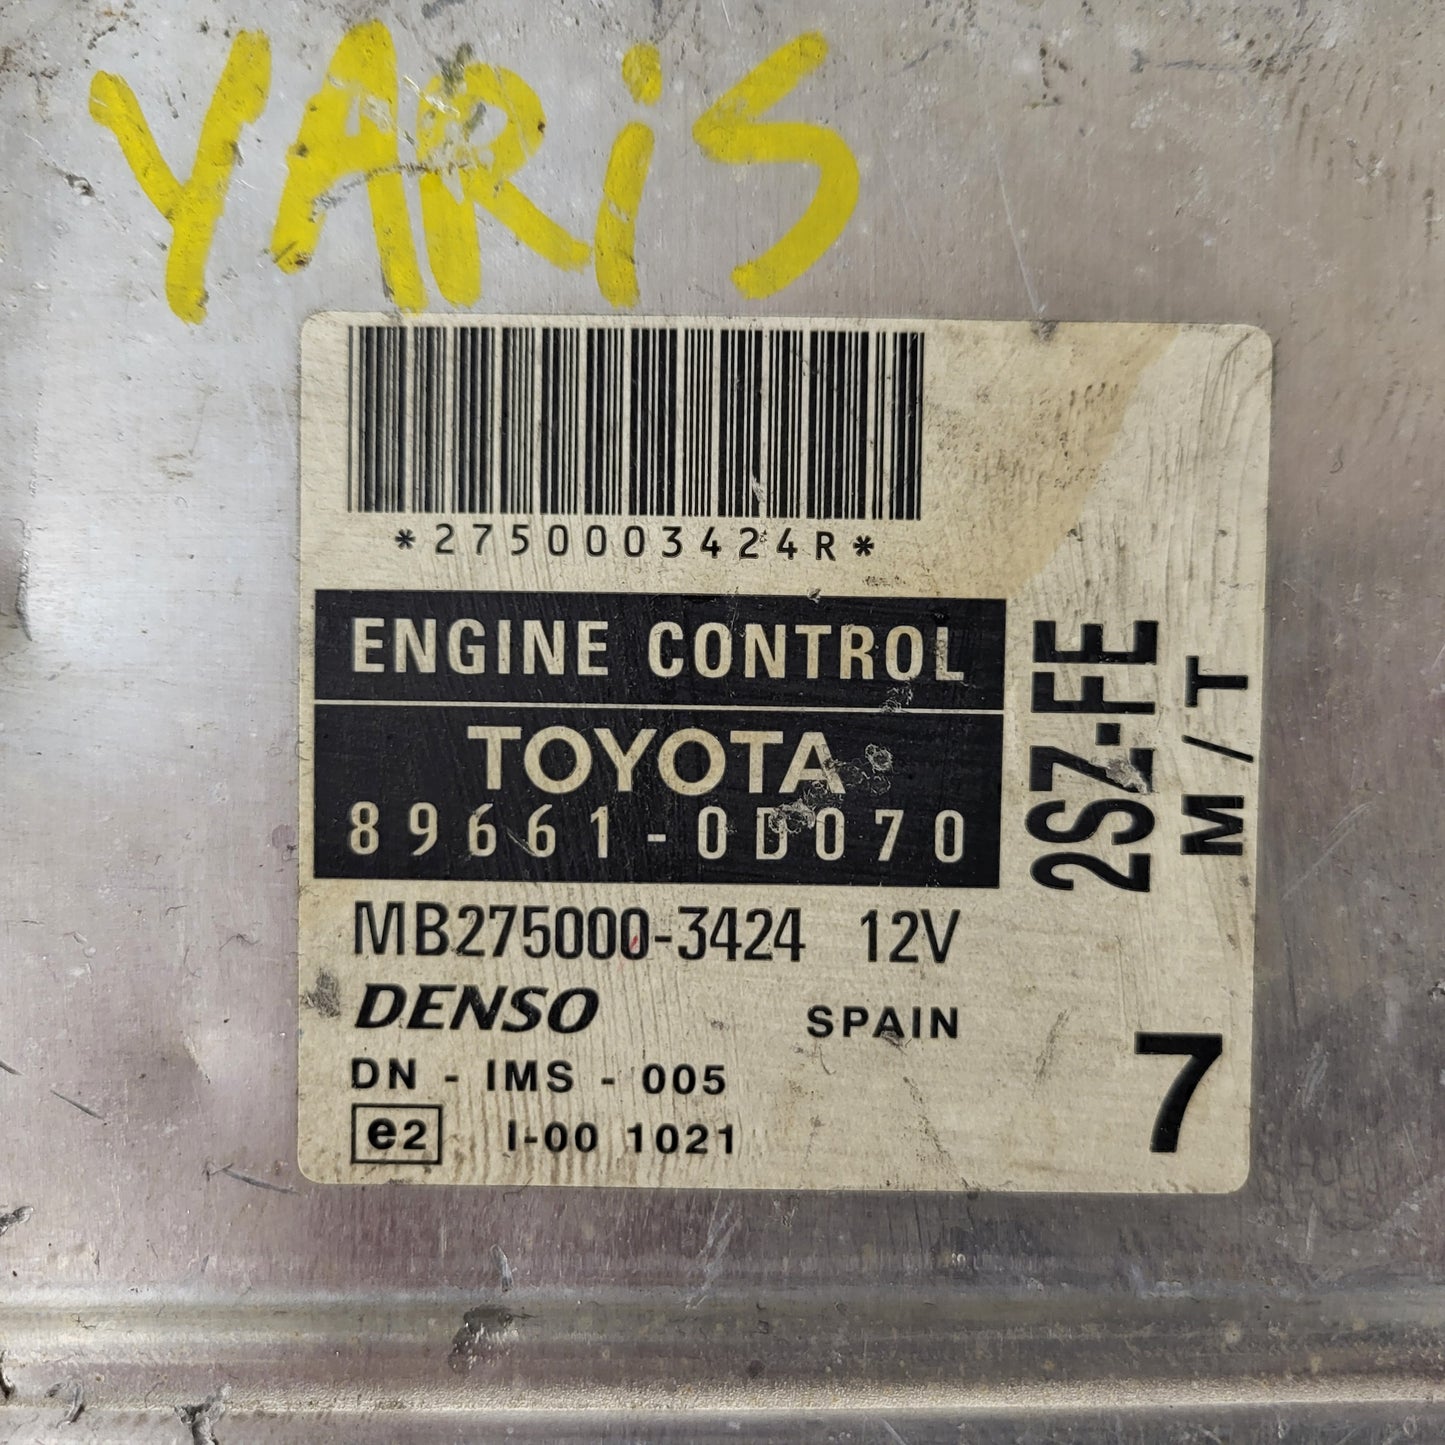 YARiS
*2750003424R*
ENGINE CONTROL
TOYOTA
89661-0D070
2SZ-FE
M/T
MB275000-3424 12V
DENSO SPAIN
DN - IMS - 005
e2 I-00 1021
7